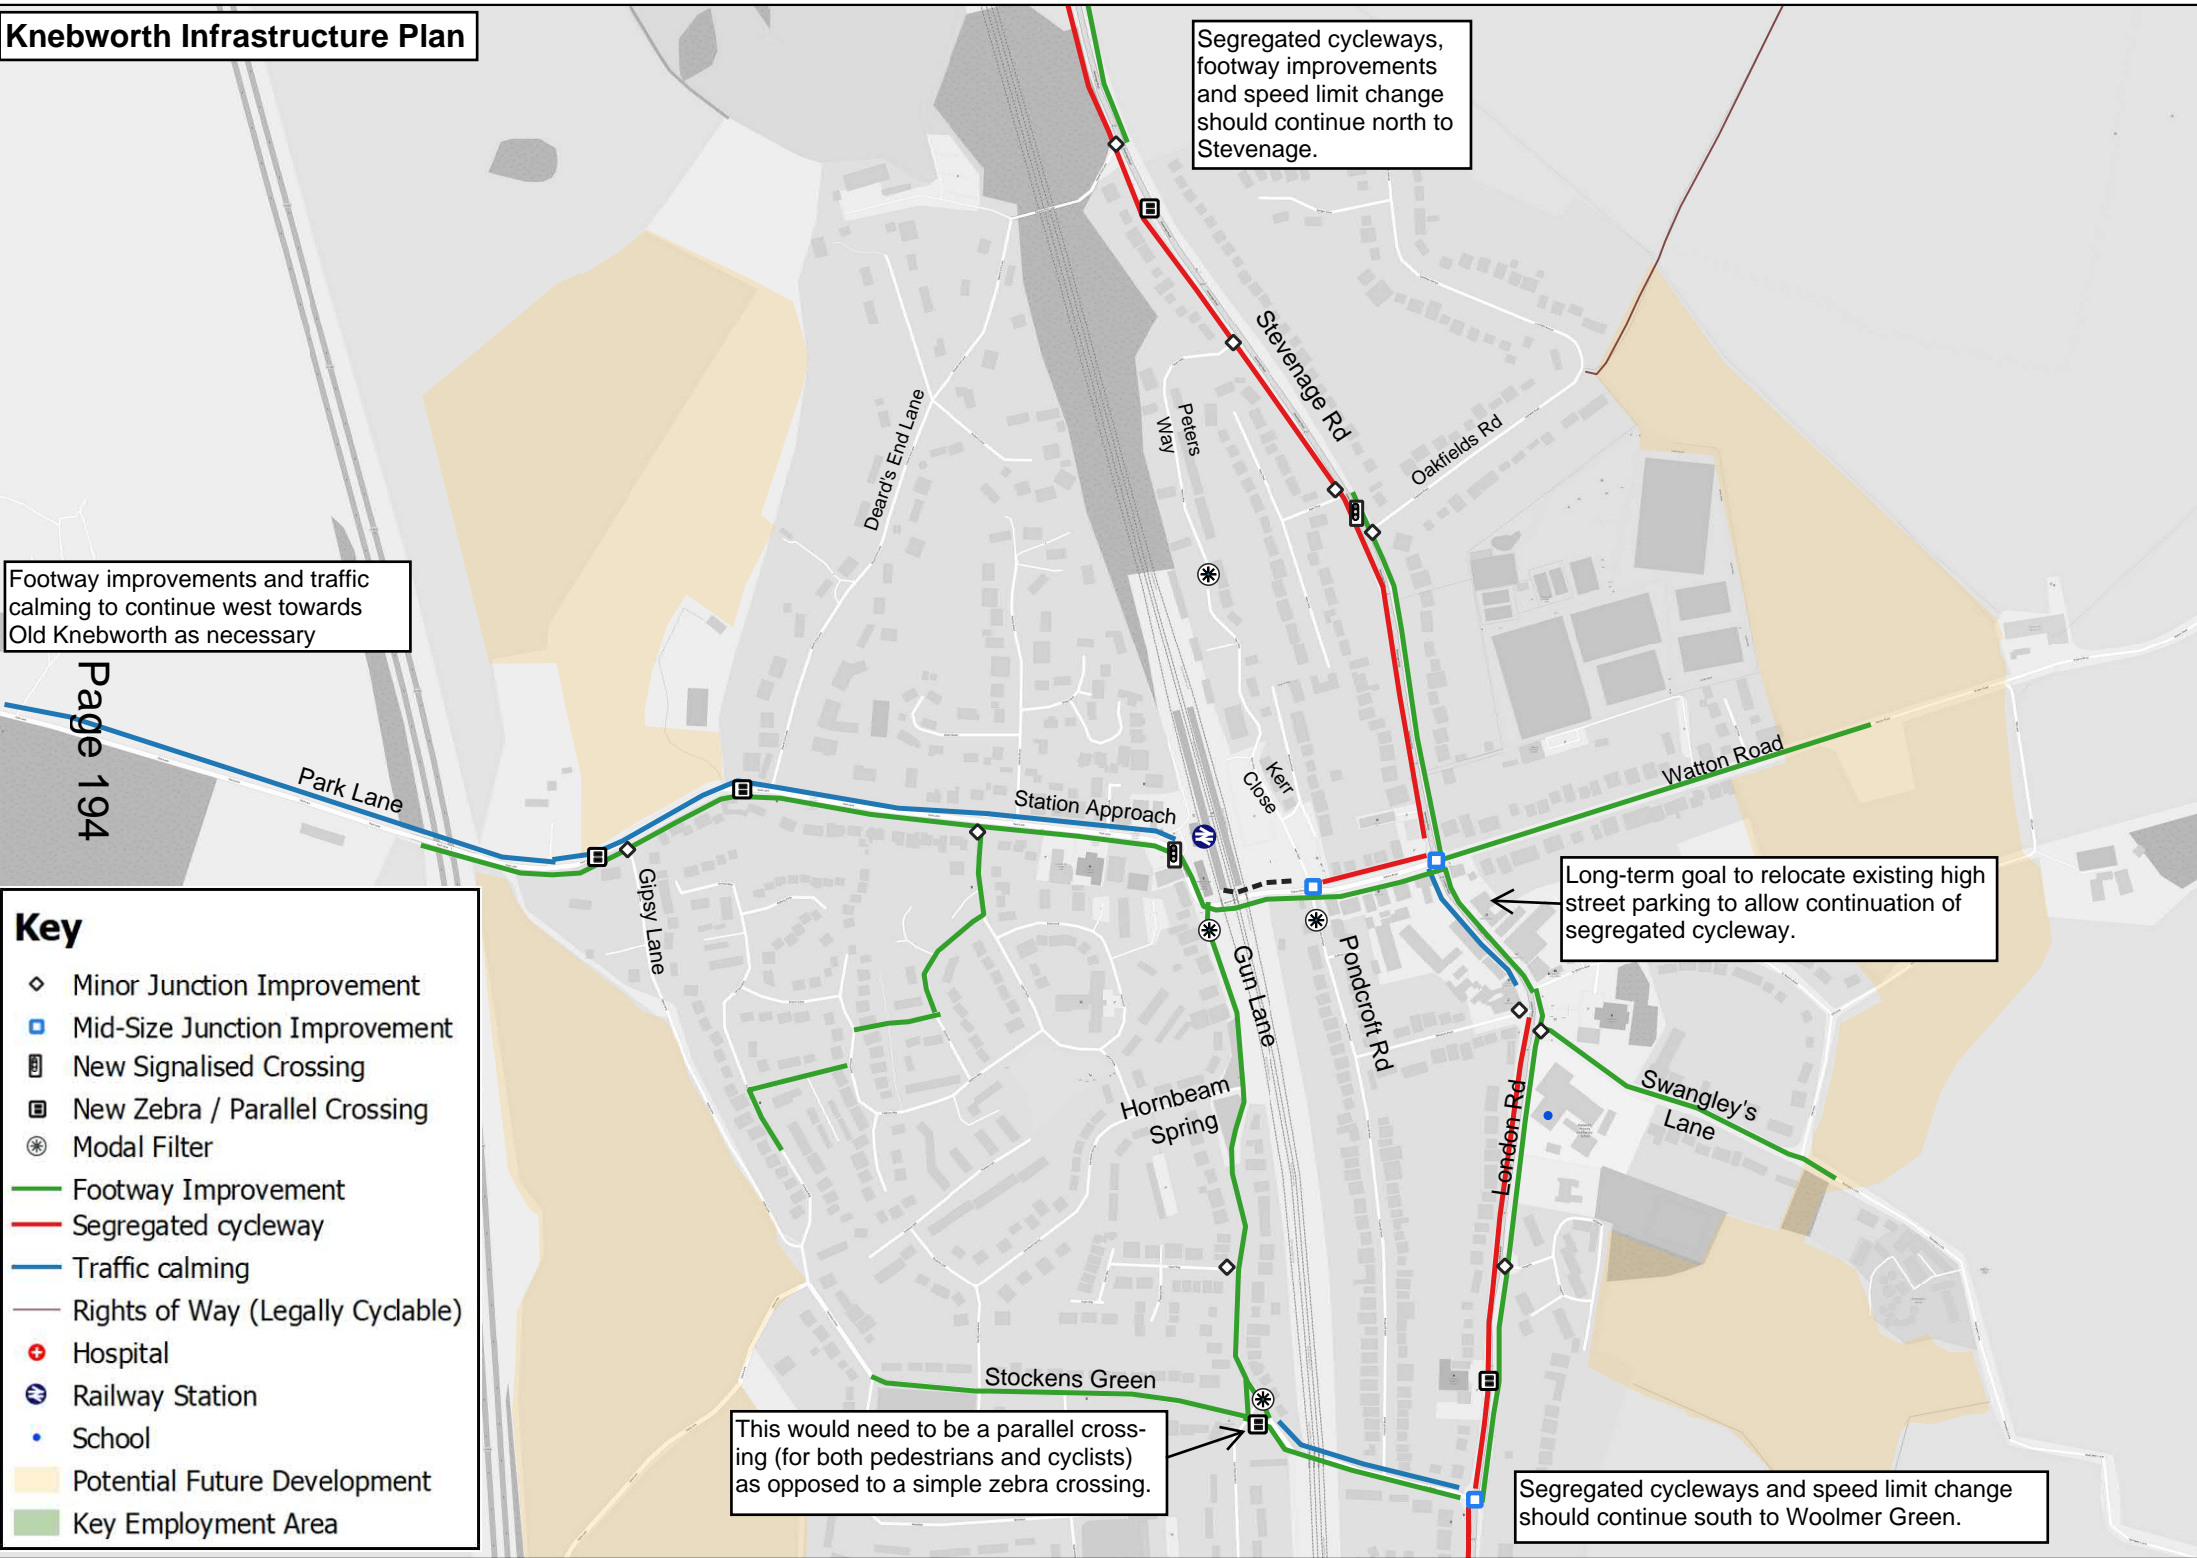 Knebworth Infrastructure Plan
Segregated cycleways,
footway improvements
and speed limit change
should continue north to
Stevenage.
Stevenage Rd
Peters
Way
Oakfields Rd
Deard's End Lane
Footway improvements and traffic
calming to continue west towards
Old Knebworth as necessary
Page 194
Park Lane
Station Approach
Kerr
Close
Watton Road
Gipsy Lane
Long-term goal to relocate existing high
street parking to allow continuation of
segregated cycleway.
Gun Lane
Pondcroft Rd
Hornbeam
Spring
London Rd
Swangley's
Lane
Stockens Green
This would need to be a parallel cross-
ing (for both pedestrians and cyclists)
as opposed to a simple zebra crossing.
Segregated cycleways and speed limit change
should continue south to Woolmer Green.
Key
Minor Junction Improvement
Mid-Size Junction Improvement
New Signalised Crossing
New Zebra / Parallel Crossing
Modal Filter
Footway Improvement
Segregated cycleway
Traffic calming
Rights of Way (Legally Cyclable)
Hospital
Railway Station
School
Potential Future Development
Key Employment Area